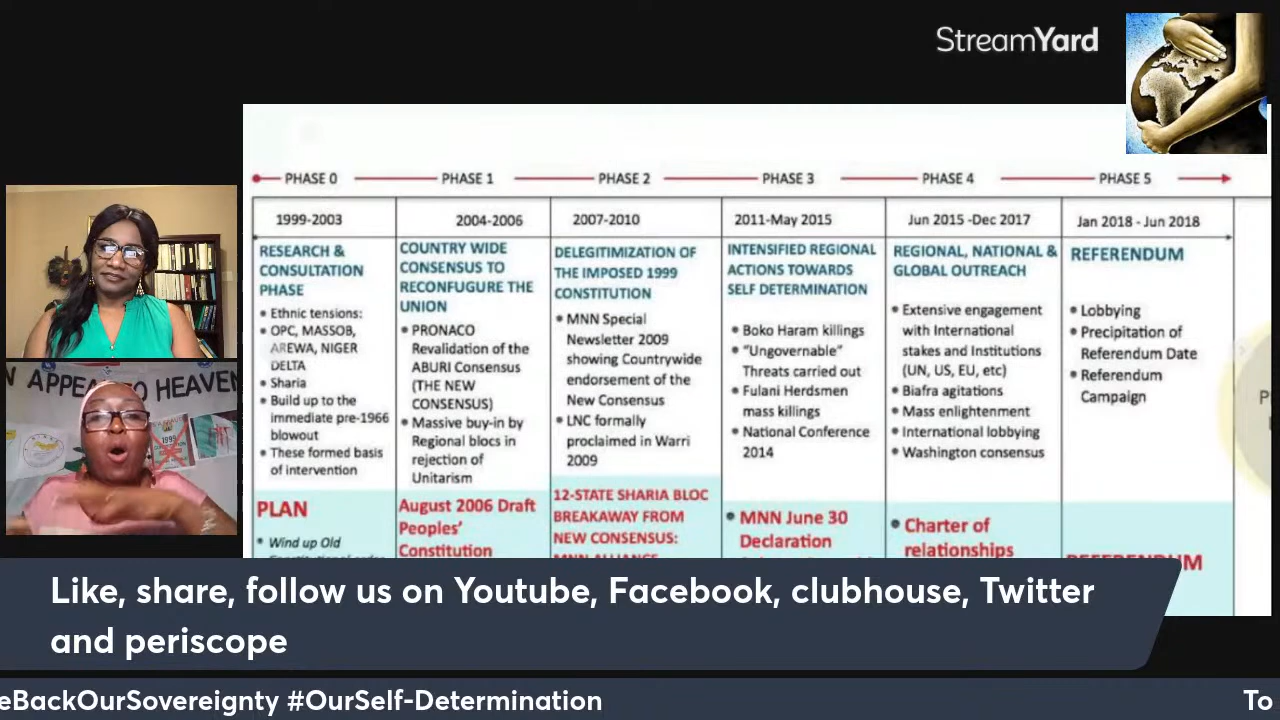 StreamYard
PHASE 0
PHASE 1
PHASE 2
PHASE 3
PHASE 4
PHASE 5
1999-2003
2004-2006
2007-2010
2011-May 2015
Jun 2015 -Dec 2017
Jan 2018 - Jun 2018
RESEARCH &
CONSULTATION
PHASE
• Ethnic tensions:
• OPC, MASSOB,
AREWA, NIGER
DELTA
• Sharia
• Build up to the
immediate pre-1966
blowout
• These formed basis
of intervention
PLAN
• Wind up Old
COUNTRY WIDE
CONSENSUS TO
RECONFUGURE THE
UNION
• PRONACO
Revalidation of the
ABURI Consensus
(THE NEW
CONSENSUS)
• Massive buy-in by
Regional blocs in
rejection of
Unitarism
August 2006 Draft
Peoples'
Constitution
DELEGITIMIZATION OF
THE IMPOSED 1999
CONSTITUTION
• MNN Special
Newsletter 2009
showing Countrywide
endorsement of the
New Consensus
• LNC formally
proclaimed in Warri
2009
12-STATE SHARIA BLOC
BREAKAWAY FROM
NEW CONSENSUS:
INTENSIFIED REGIONAL
ACTIONS TOWARDS
SELF DETERMINATION
• Boko Haram killings
• "Ungovernable"
Threats carried out
• Fulani Herdsmen
mass killings
• National Conference
2014
• MNN June 30
Declaration
REGIONAL, NATIONAL &
GLOBAL OUTREACH
• Extensive engagement
with International
stakes and Institutions
(UN, US, EU, etc)
• Biafra agitations
• Mass enlightenment
• International lobbying
• Washington consensus
• Charter of
relationships
REFERENDUM
• Lobbying
• Precipitation of
Referendum Date
• Referendum
Campaign
N APPEAL TO HEAVEN
1999
Like, share, follow us on Youtube, Facebook, clubhouse, Twitter
and periscope
eBackOurSovereignty #OurSelf-Determination
To